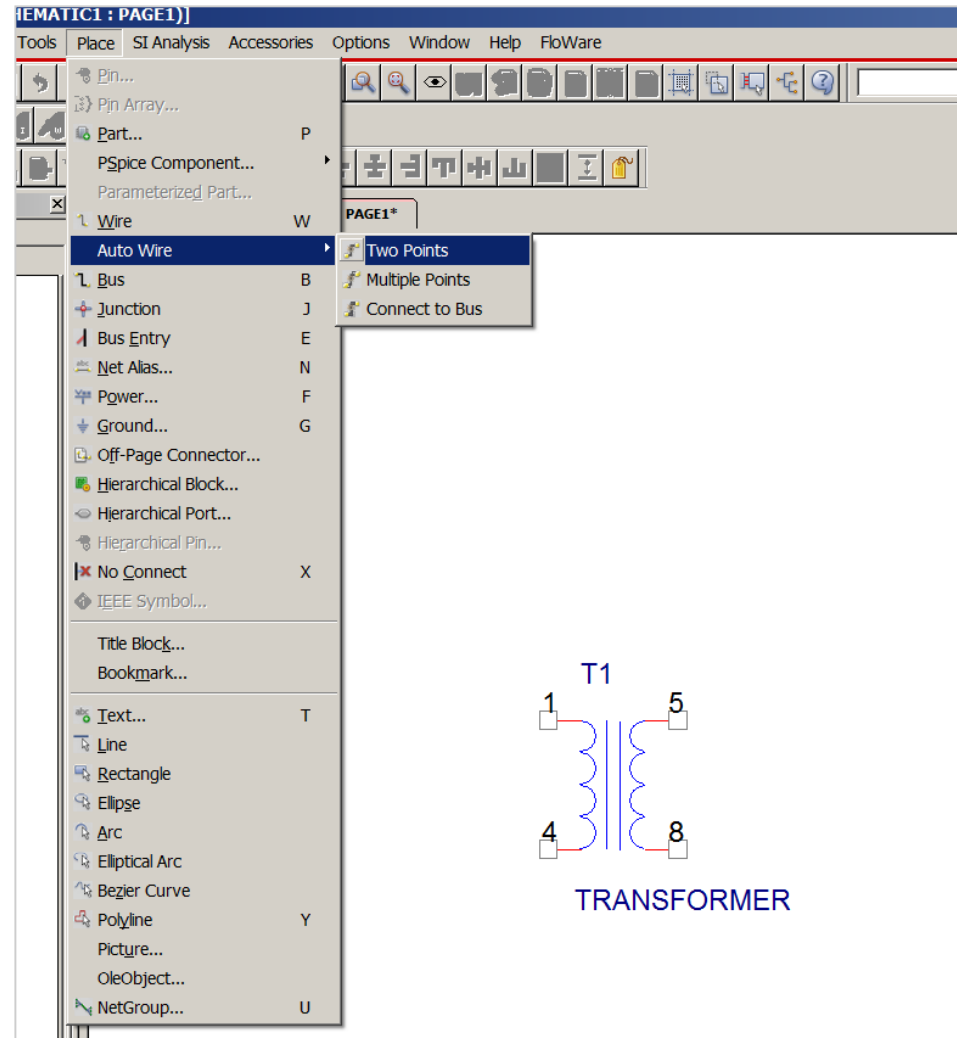 HEMATIC1 : PAGE1)]
Tools Place SI Analysis Accessories Options Window Help FloWare
Pin...
Pin Array...
Part... P
PSpice Component...
Parameterized Part...
Wire W
PAGE1*
Auto Wire
Two Points
Bus B
Multiple Points
Junction J
Connect to Bus
Bus Entry E
Net Alias... N
Power... F
Ground... G
Off-Page Connector...
Hierarchical Block...
Hierarchical Port...
Hierarchical Pin...
No Connect X
IEEE Symbol...
Title Block...
Bookmark...
Text... T
Line
Rectangle
Ellipse
Arc
Elliptical Arc
Bezier Curve
Polyline Y
Picture...
OleObject...
NetGroup... U
T1
1 5
4 8
TRANSFORMER